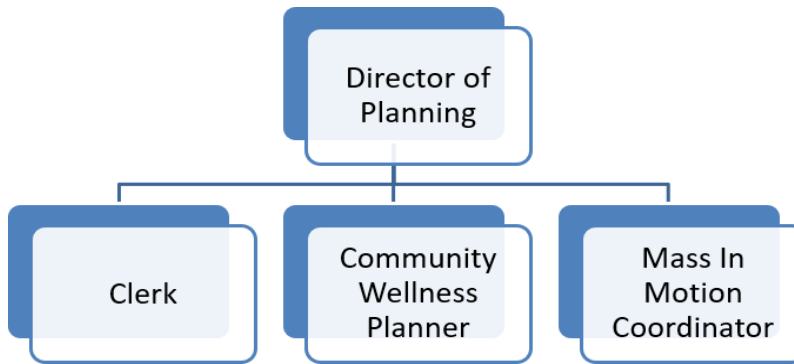 Director of
Planning
Clerk
Community
Wellness
Planner
Mass In
Motion
Coordinator